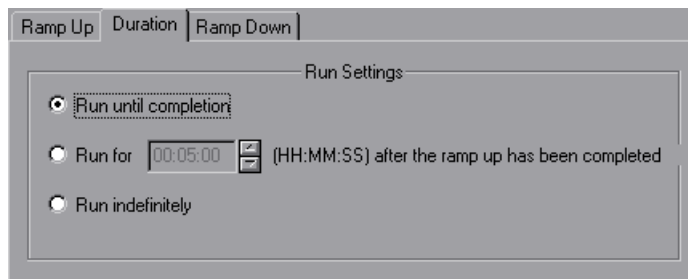 Ramp Up Duration Ramp Down
Run Settings
Run until completion
Run for 00:05:00 (HH:MM:SS) after the ramp up has been completed
Run indefinitely